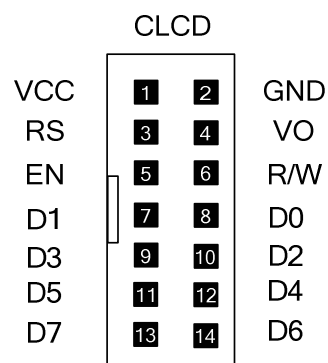 CLCD
VCC 1 2 GND
RS 3 4 VO
EN 5 6 R/W
D1 7 8 D0
D3 9 10 D2
D5 11 12 D4
D7 13 14 D6